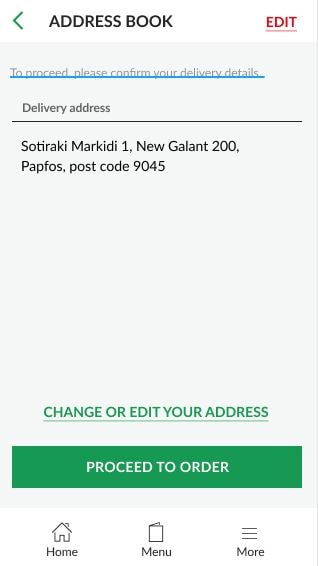 ADDRESS BOOK
EDIT
To proceed, please confirm your delivery details.
Delivery address
Sotiraki Markidi 1, New Galant 200,
Papfos, post code 9045
CHANGE OR EDIT YOUR ADDRESS
PROCEED TO ORDER
Home
Menu
More